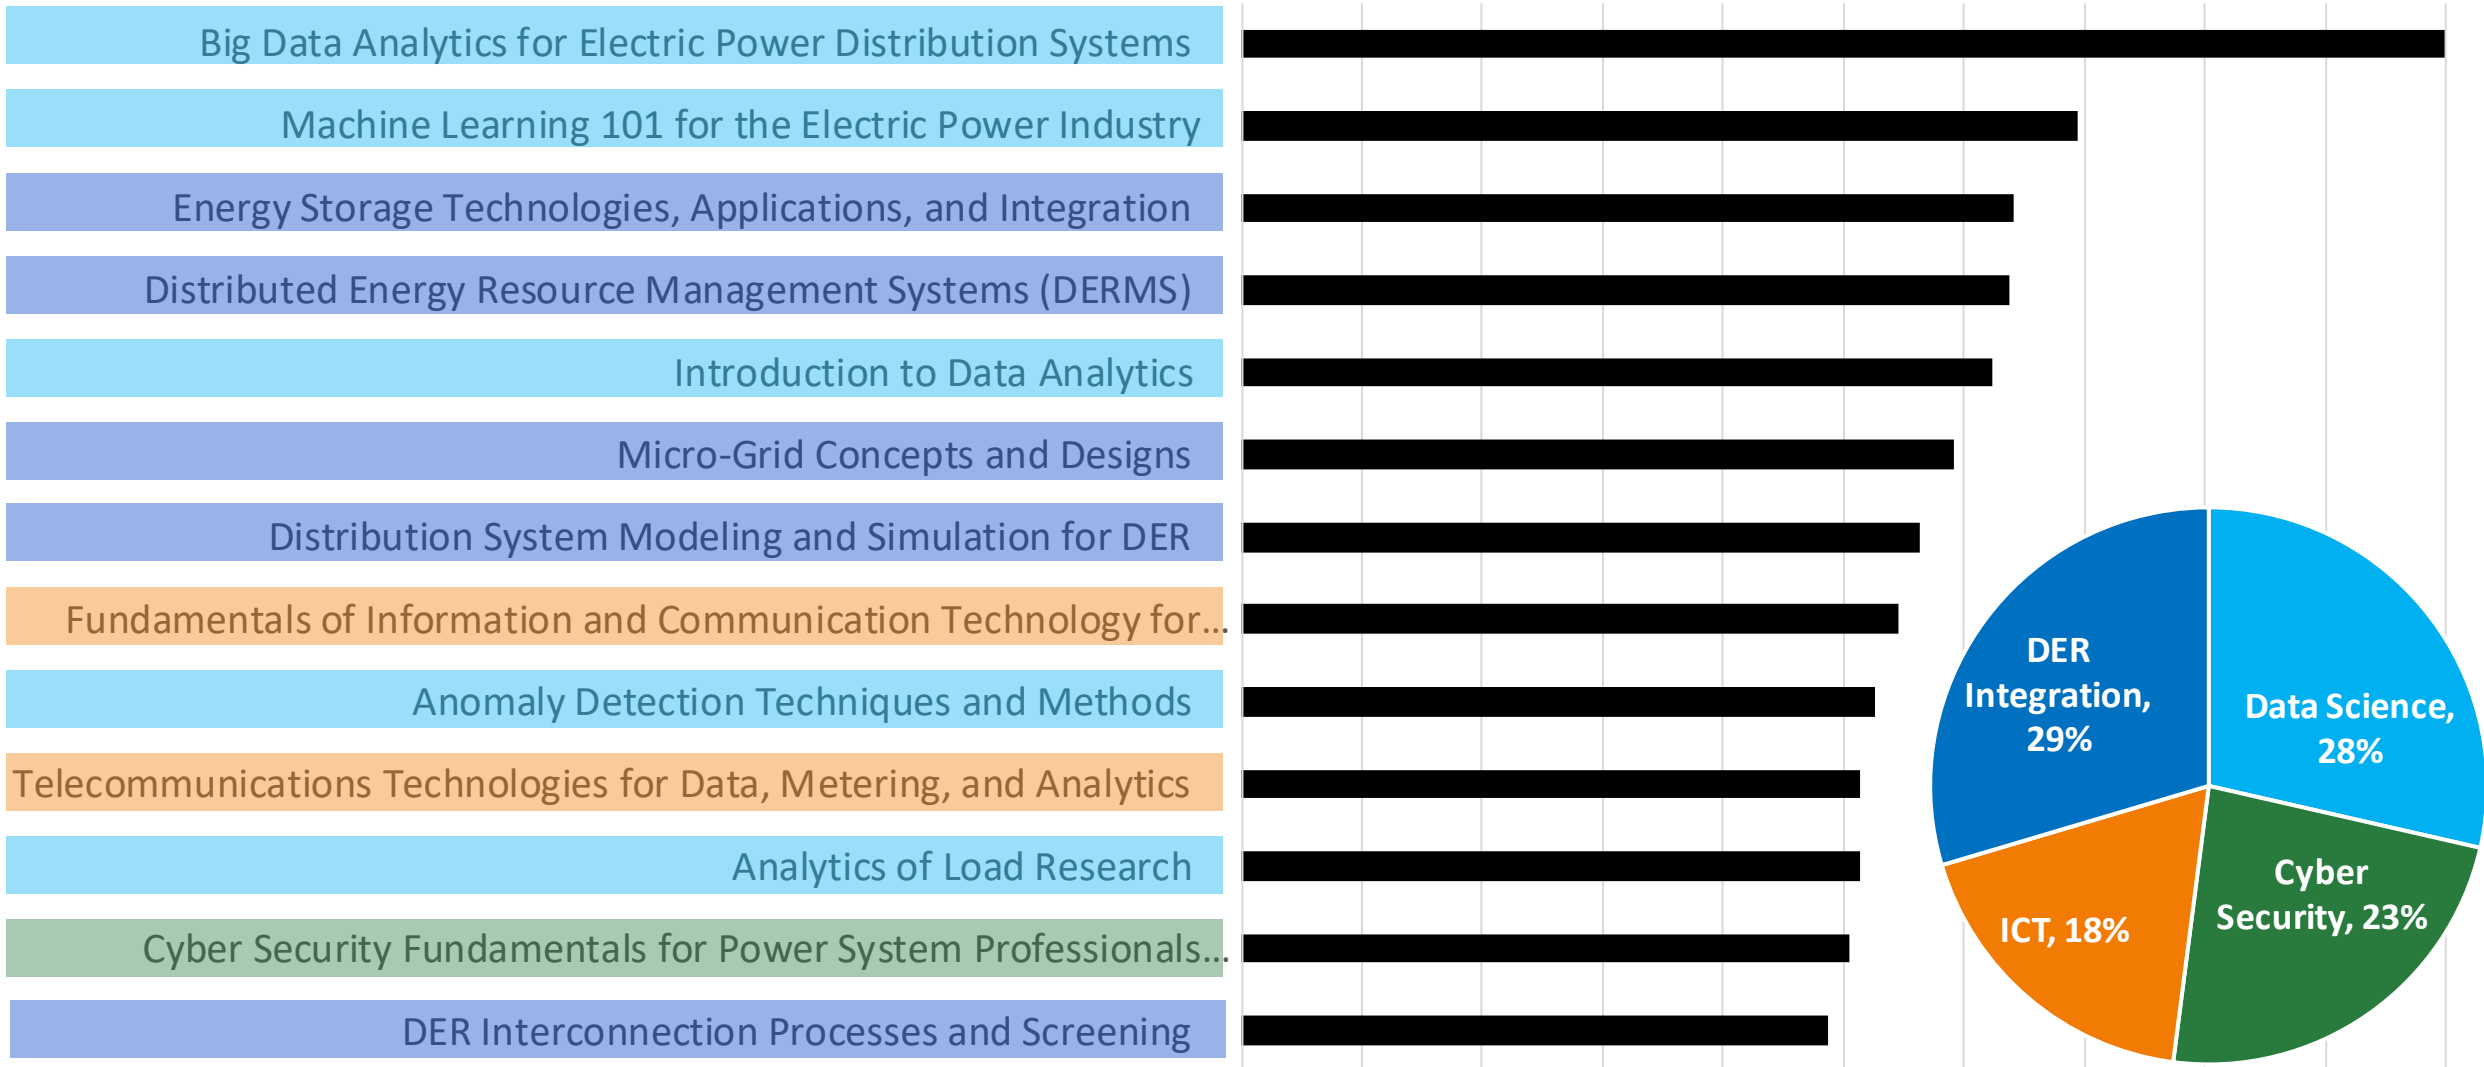 Big Data Analytics for Electric Power Distribution Systems
Machine Learning 101 for the Electric Power Industry
Energy Storage Technologies, Applications, and Integration
Distributed Energy Resource Management Systems (DERMS)
Introduction to Data Analytics
Micro-Grid Concepts and Designs
Distribution System Modeling and Simulation for DER
Fundamentals of Information and Communication Technology for...
Anomaly Detection Techniques and Methods
Telecommunications Technologies for Data, Metering, and Analytics
Analytics of Load Research
Cyber Security Fundamentals for Power System Professionals...
DER Interconnection Processes and Screening
DER
Integration,
29%
Data Science,
28%
Cyber
Security, 23%
ICT, 18%